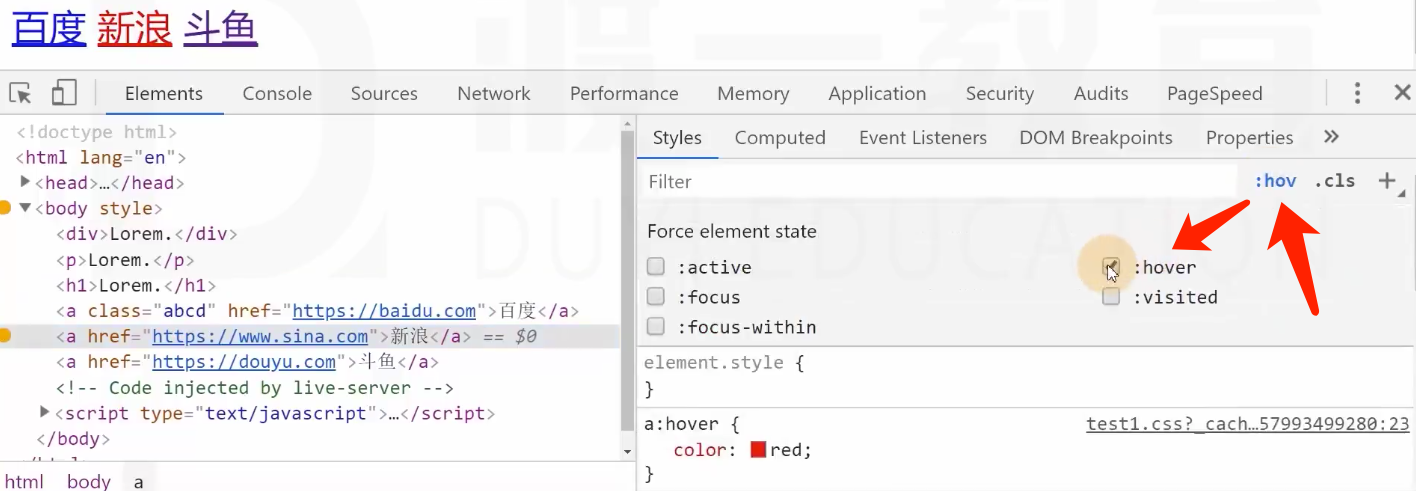 百度 新浪 斗鱼
Elements Console Sources Network Performance Memory Application Security Audits PageSpeed
<!doctype html>
<html lang="en">
<head>…</head>
<body style>
<div>Lorem.</div>
<p>Lorem.</p>
<h1>Lorem.</h1>
<a class="abcd" href="https://baidu.com">百度</a>
<a href="https://www.sina.com">新浪</a> == $0
<a href="https://douyu.com">斗鱼</a>
<!-- Code injected by live-server -->
<script type="text/javascript">…</script>
</body>
</html>
html body a
Styles Computed Event Listeners DOM Breakpoints Properties »
Filter :hov .cls +
Force element state
:active :hover
:focus :visited
:focus-within
element.style {
}
a:hover { test1.css?_cach…57993499280:23
color: red;
}